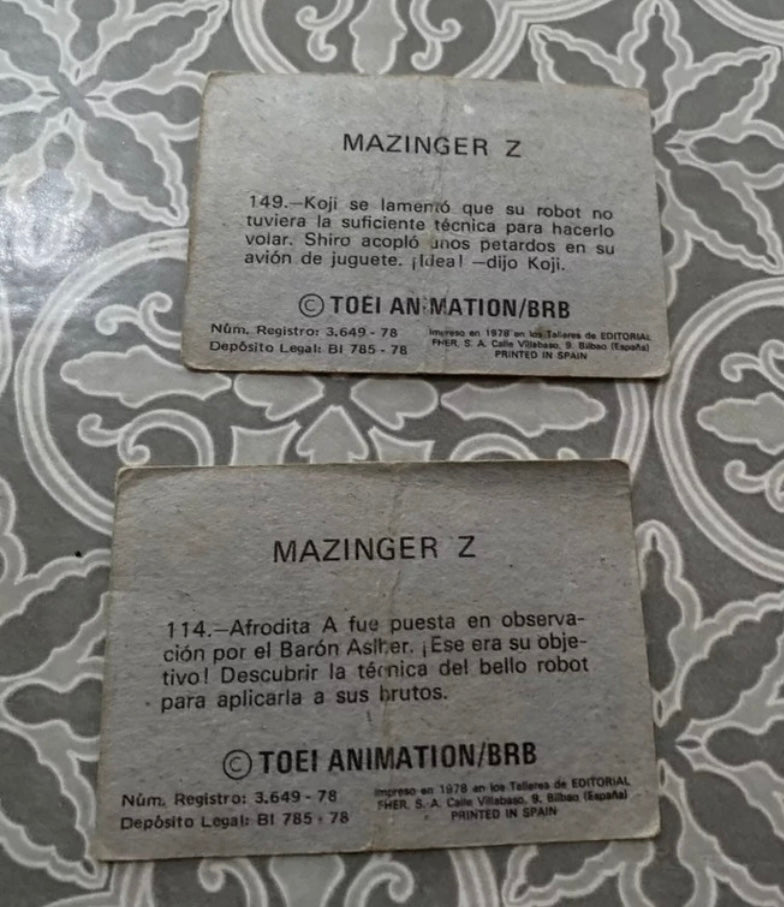 MAZINGER Z
149.—Koji se lamentó que su robot no
tuviera la suficiente técnica para hacerlo
volar. Shiro acopló unos petardos en su
avión de juguete. ¡Idea! —dijo Koji.
© TOEI ANIMATION/BRB
Núm. Registro: 3.649 - 78
Depósito Legal: BI 785 - 78
Impreso en 1978 en los Talleres de EDITORIAL
FHER, S. A. Calle Villabaso, 9. Bilbao (España)
PRINTED IN SPAIN
MAZINGER Z
114.—Afrodita A fue puesta en observa-
ción por el Barón Aslher. ¡Ese era su obje-
tivo! Descubrir la técnica del bello robot
para aplicarla a sus brutos.
© TOEI ANIMATION/BRB
Núm. Registro: 3.649 - 78
Depósito Legal: BI 785 - 78
Impreso en 1978 en los Talleres de EDITORIAL
FHER, S. A. Calle Villabaso, 9. Bilbao (España)
PRINTED IN SPAIN